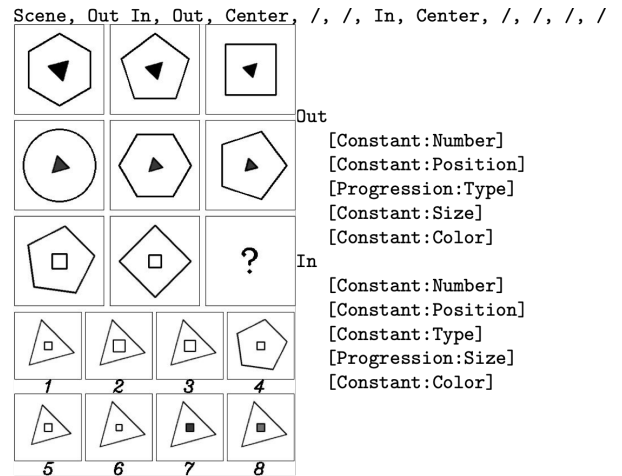 Scene, Out In, Out, Center, /, /, In, Center, /, /, /, /
Out
[Constant:Number]
[Constant:Position]
[Progression:Type]
[Constant:Size]
[Constant:Color]
?
In
[Constant:Number]
[Constant:Position]
[Constant:Type]
[Progression:Size]
[Constant:Color]
1 2 3 4
5 6 7 8